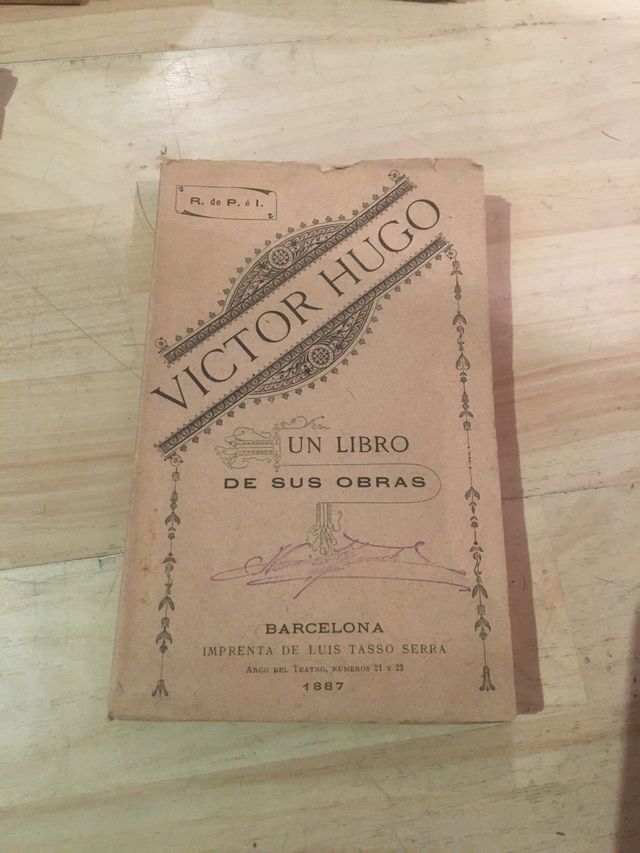 R. de P. é I.
VICTOR HUGO
UN LIBRO
DE SUS OBRAS
BARCELONA
IMPRENTA DE LUIS TASSO SERRA
ARCO DEL TEATRO, NÚMEROS 21 Y 23
1887